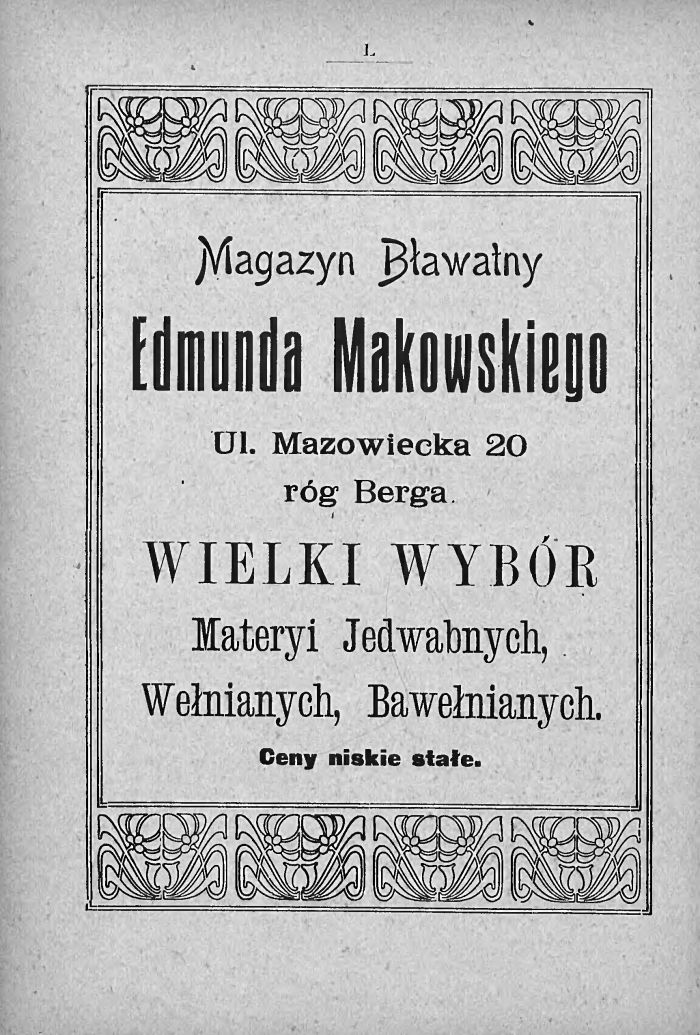 L
Magazyn Bławatny
Edmunda Makowskiego
Ul. Mazowiecka 20
róg Berga.
WIELKI WYBÓR
Materyi Jedwabnych,
Wełnianych, Bawełnianych.
Ceny niskie stałe.